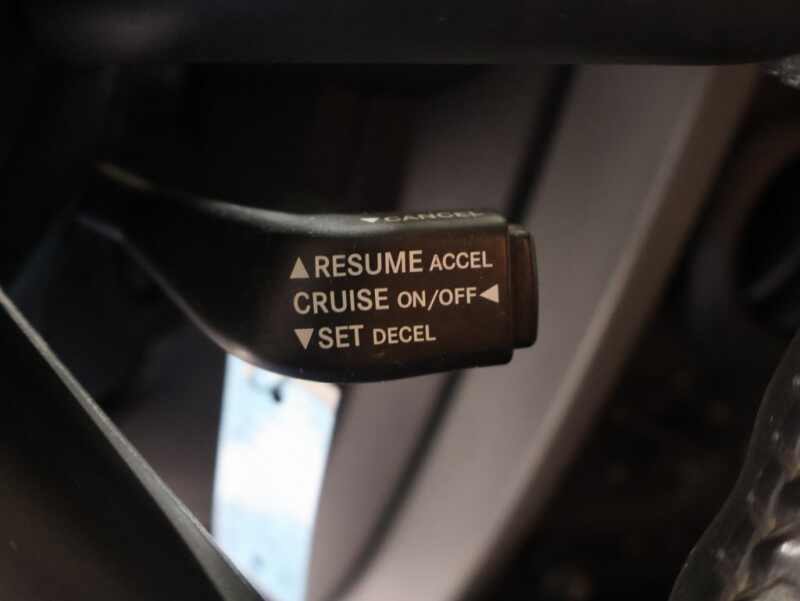 ▼CANCEL
▲RESUME ACCEL
CRUISE ON/OFF◀
▼SET DECEL